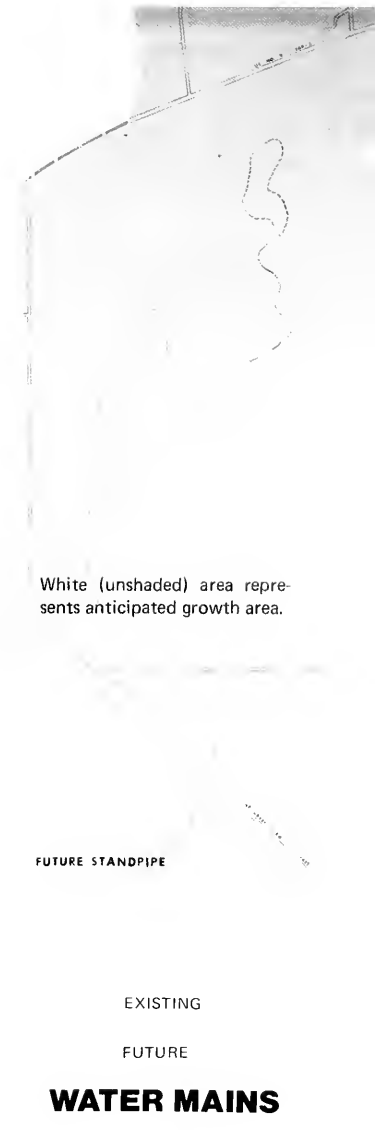 White (unshaded) area repre-
sents anticipated growth area.
FUTURE STANDPIPE
EXISTING
FUTURE
WATER MAINS